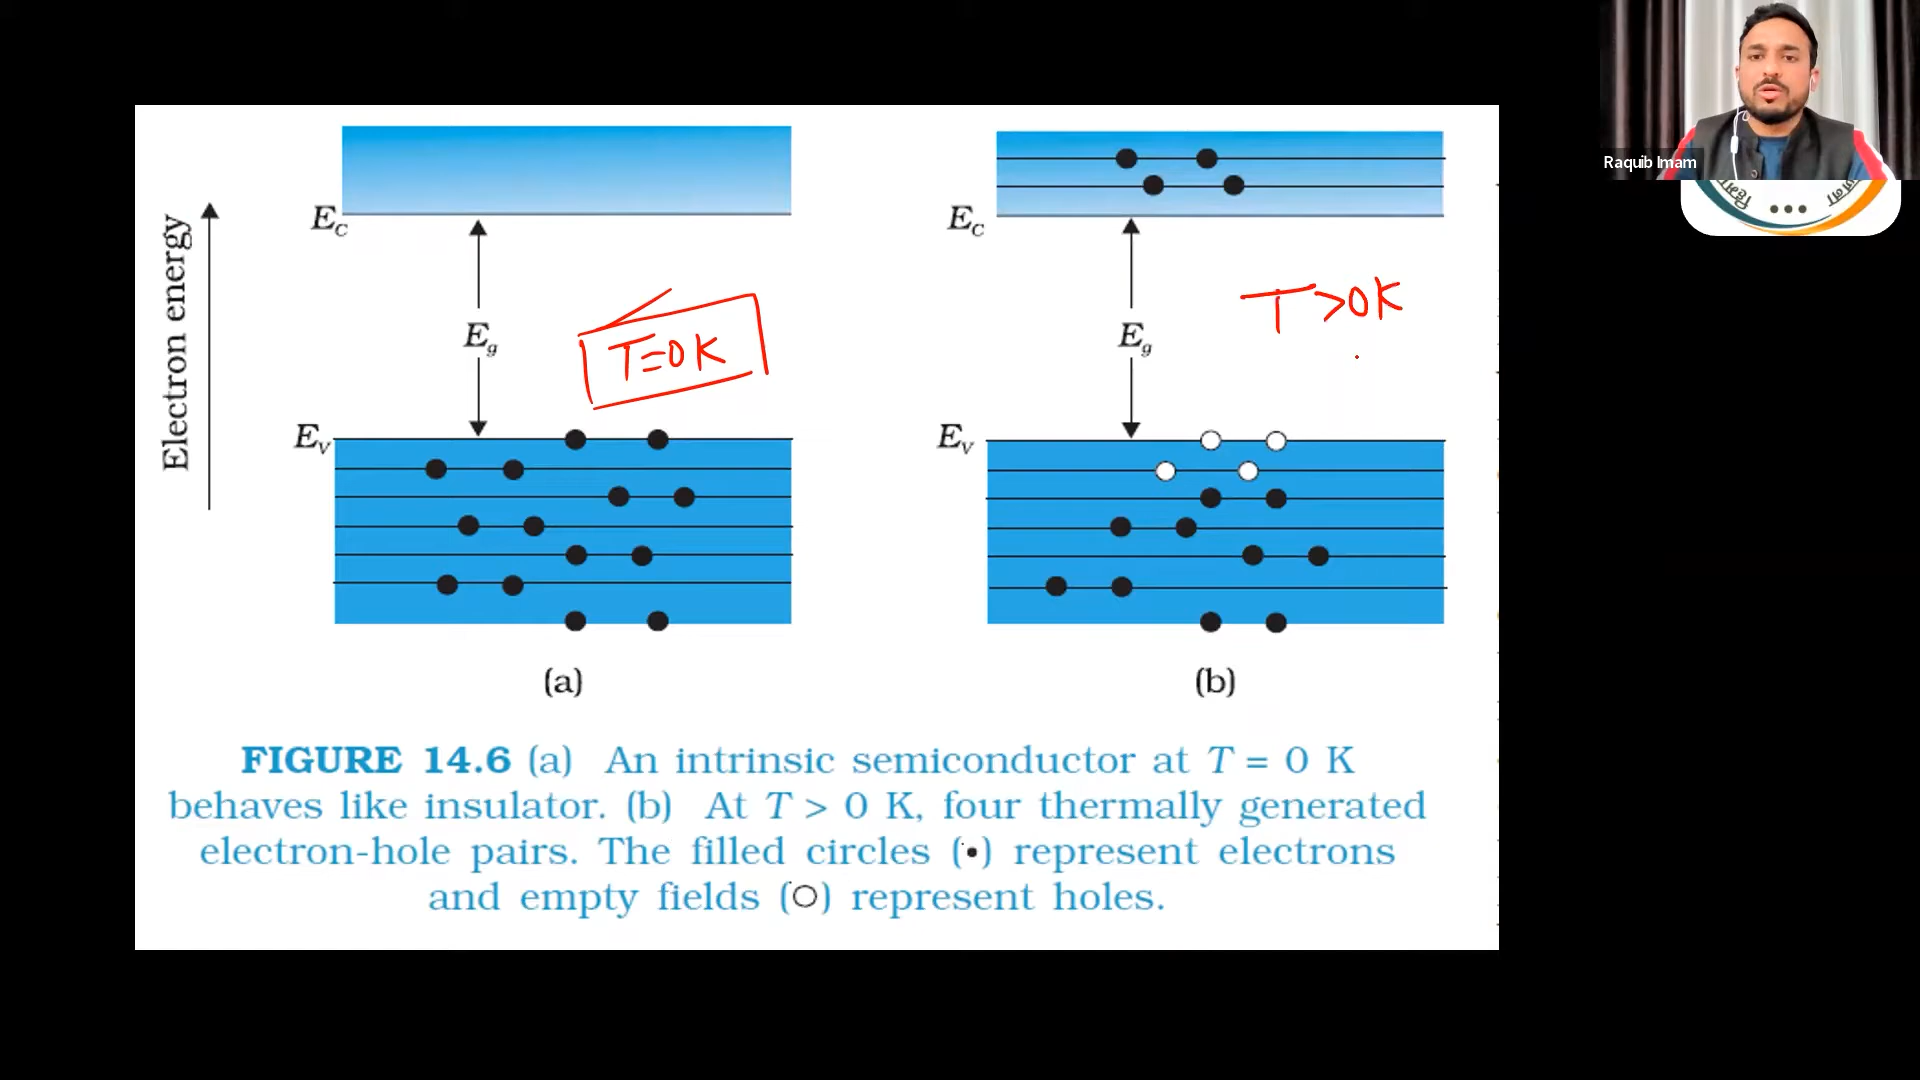 Raquib Imam
Electron energy
E_C
E_g
E_V
T=0K
(a)
E_C
E_g
T>0K
E_V
(b)
FIGURE 14.6 (a) An intrinsic semiconductor at T = 0 K
behaves like insulator. (b) At T > 0 K, four thermally generated
electron-hole pairs. The filled circles (•) represent electrons
and empty fields (○) represent holes.